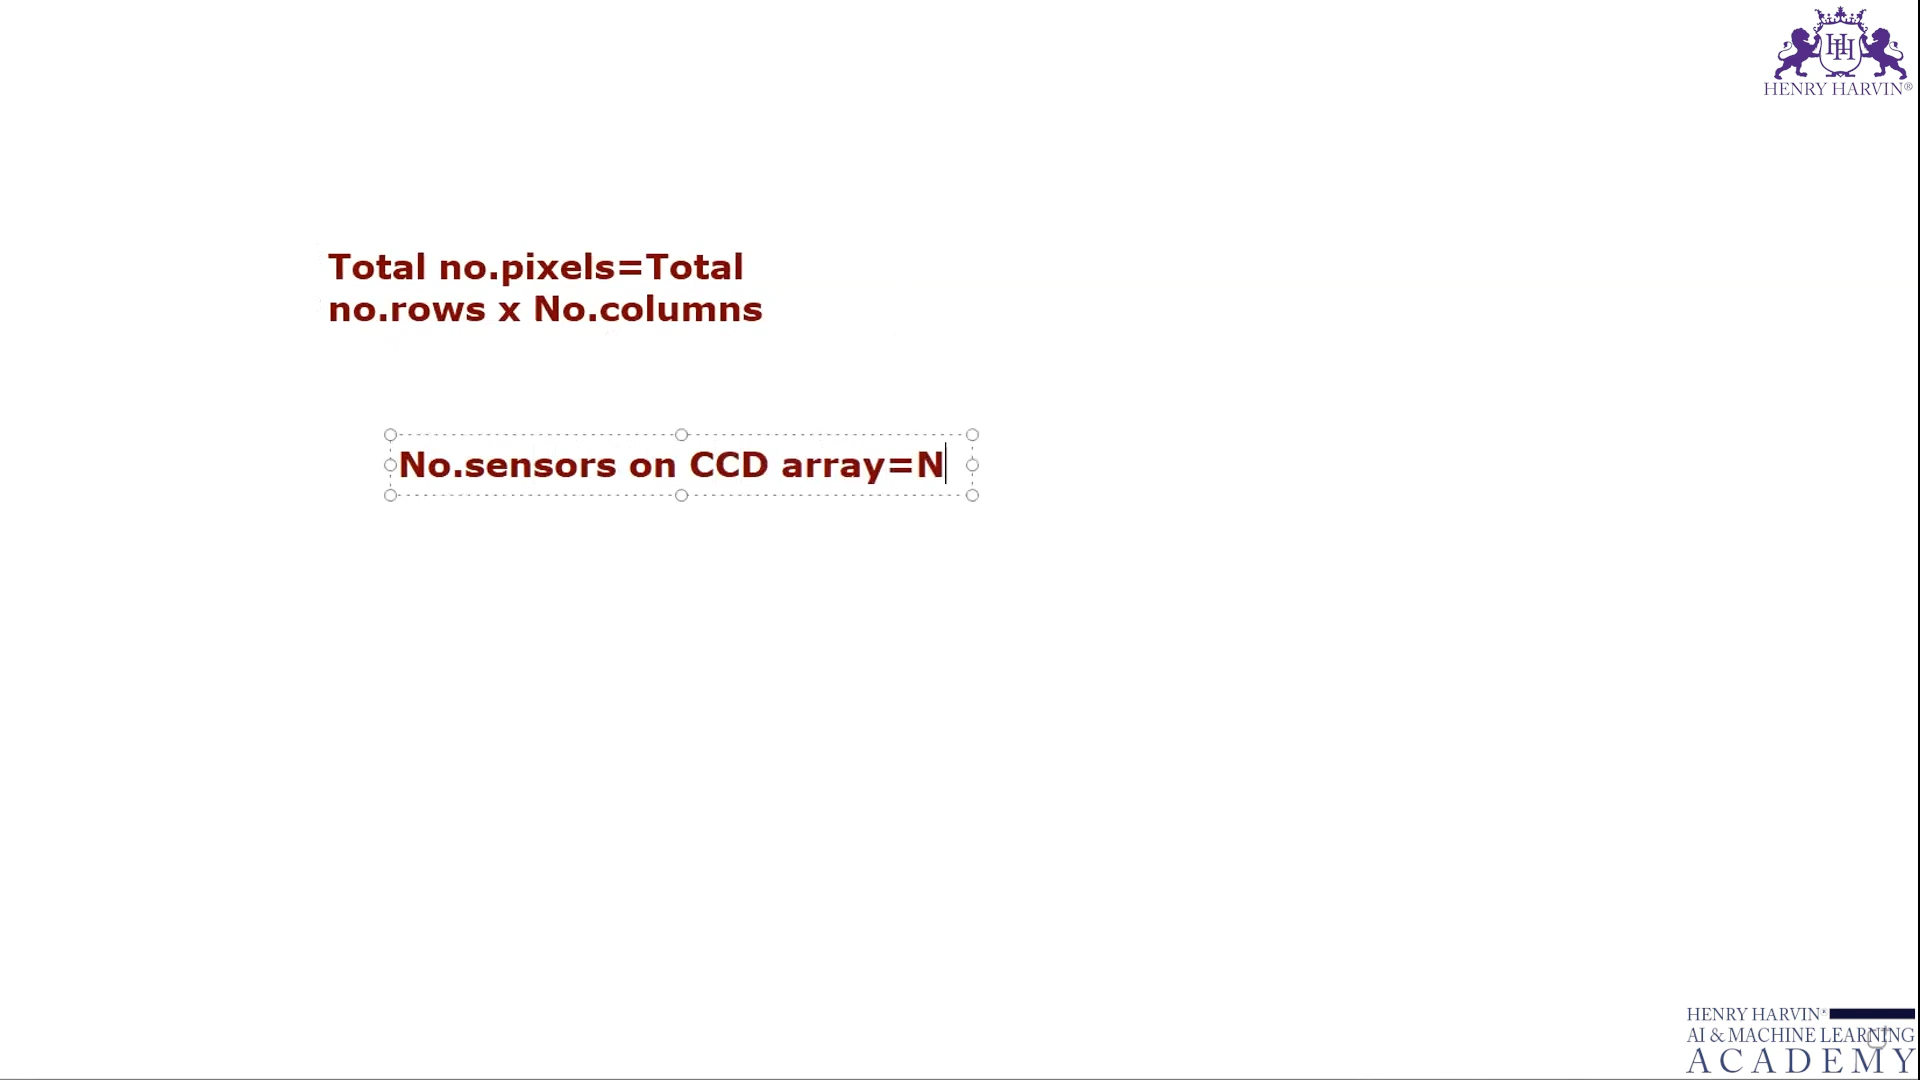 HENRY HARVIN®
Total no.pixels=Total
no.rows x No.columns
No.sensors on CCD array=N
HENRY HARVIN®
AI & MACHINE LEARNING
ACADEMY